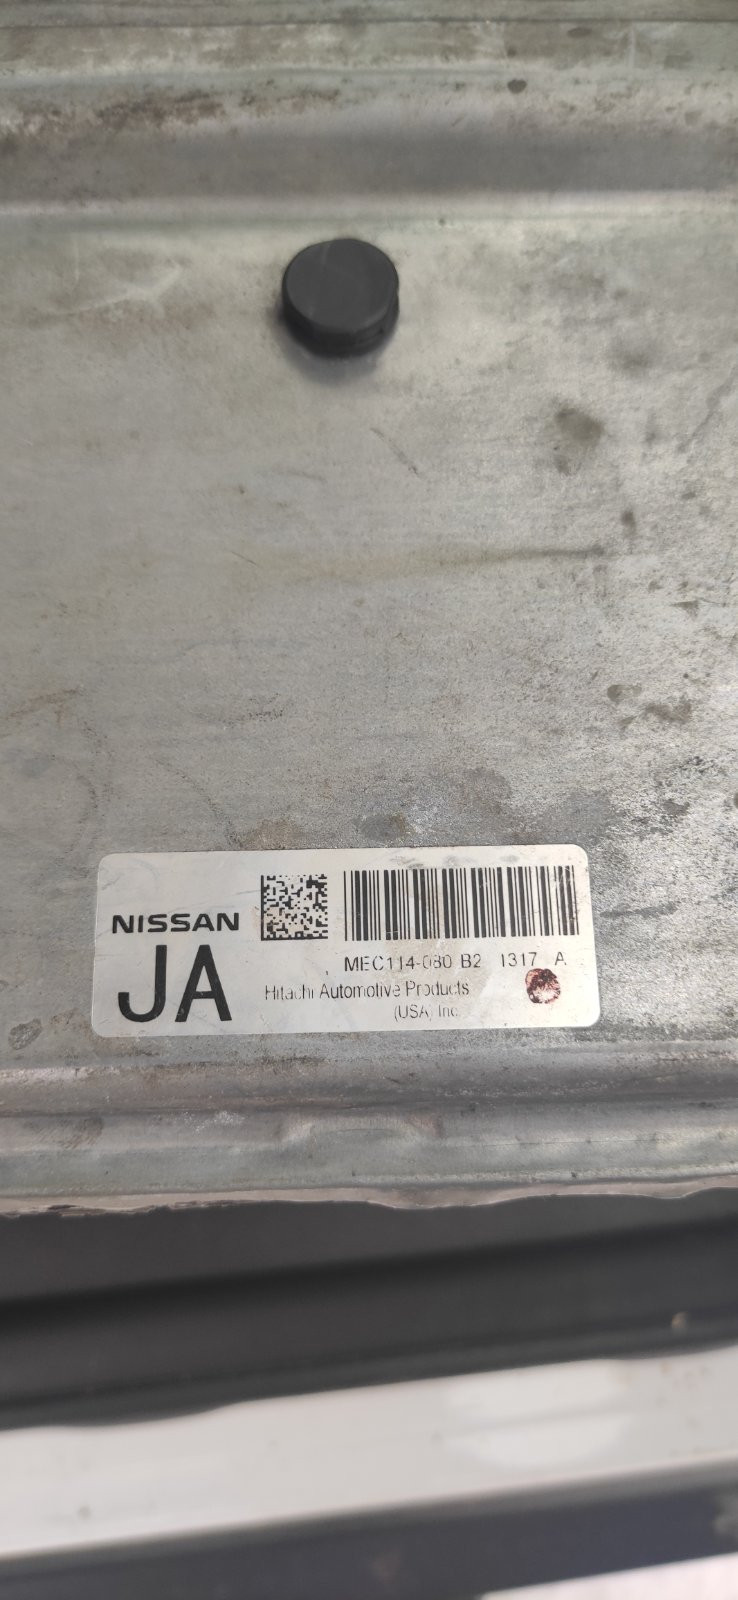 NISSAN
JA
MEC114-080 B2 1317 A
Hitachi Automotive Products
(USA) Inc.